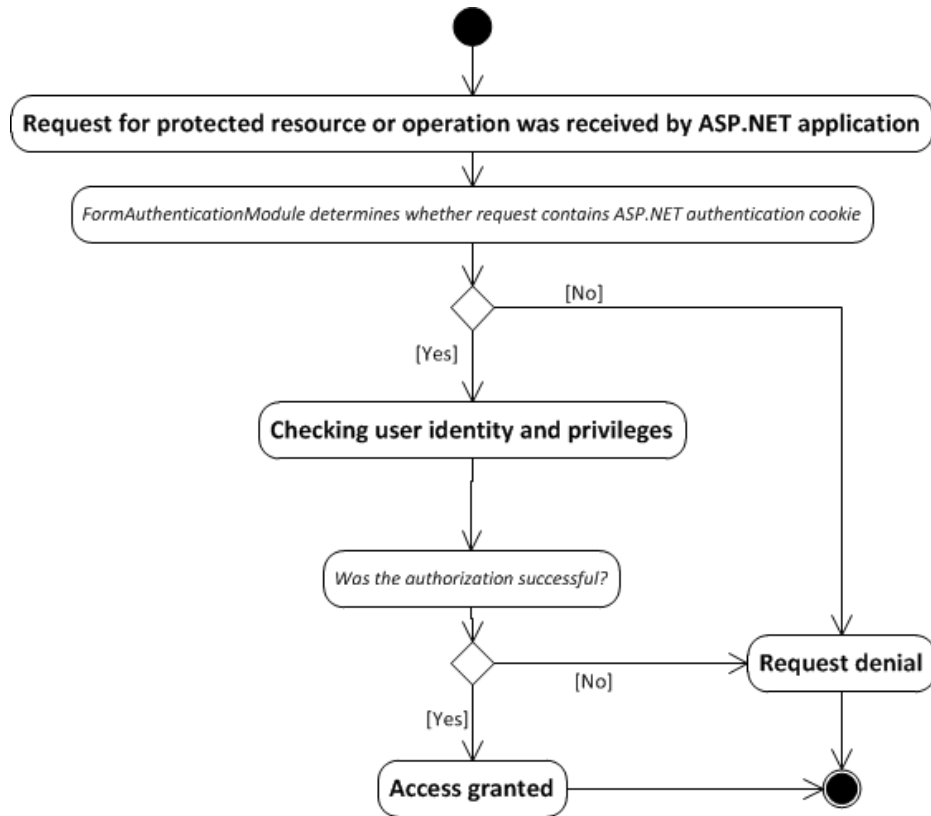 Request for protected resource or operation was received by ASP.NET application
FormAuthenticationModule determines whether request contains ASP.NET authentication cookie
[No]
[Yes]
Checking user identity and privileges
Was the authorization successful?
Request denial
[No]
[Yes]
Access granted